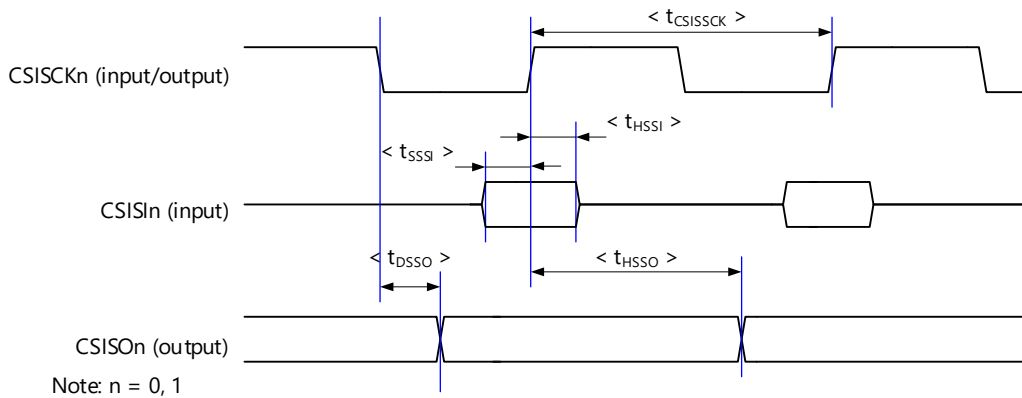 < tCSISSCK >
CSISCKn (input/output)
< tHSSI >
< tSSSI >
CSISIn (input)
< tDSSO >
< tHSSO >
CSISOn (output)
Note: n = 0, 1